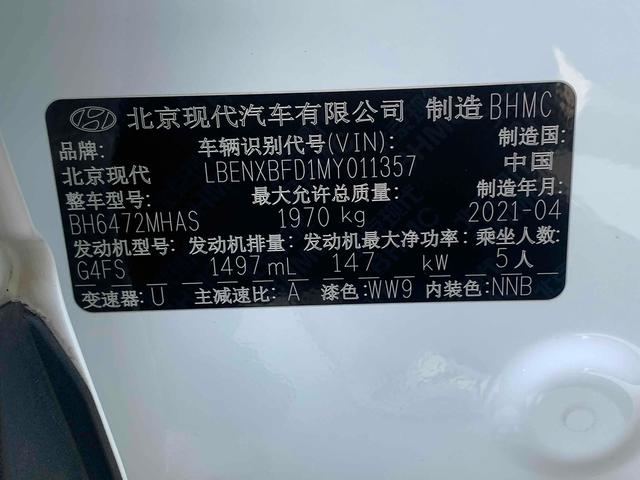 北京现代汽车有限公司 制造 BHMC
品牌: 车辆识别代号(VIN): 制造国:
北京现代 LBENXBFD1MY011357 中国
整车型号: 最大允许总质量: 制造年月:
BH6472MHAS 1970 kg 2021-04
发动机型号: 发动机排量: 发动机最大净功率: 乘坐人数:
G4FS 1497 mL 147 kW 5人
变速器: U 主减速比: A 漆色: WW9 内装色: NNB